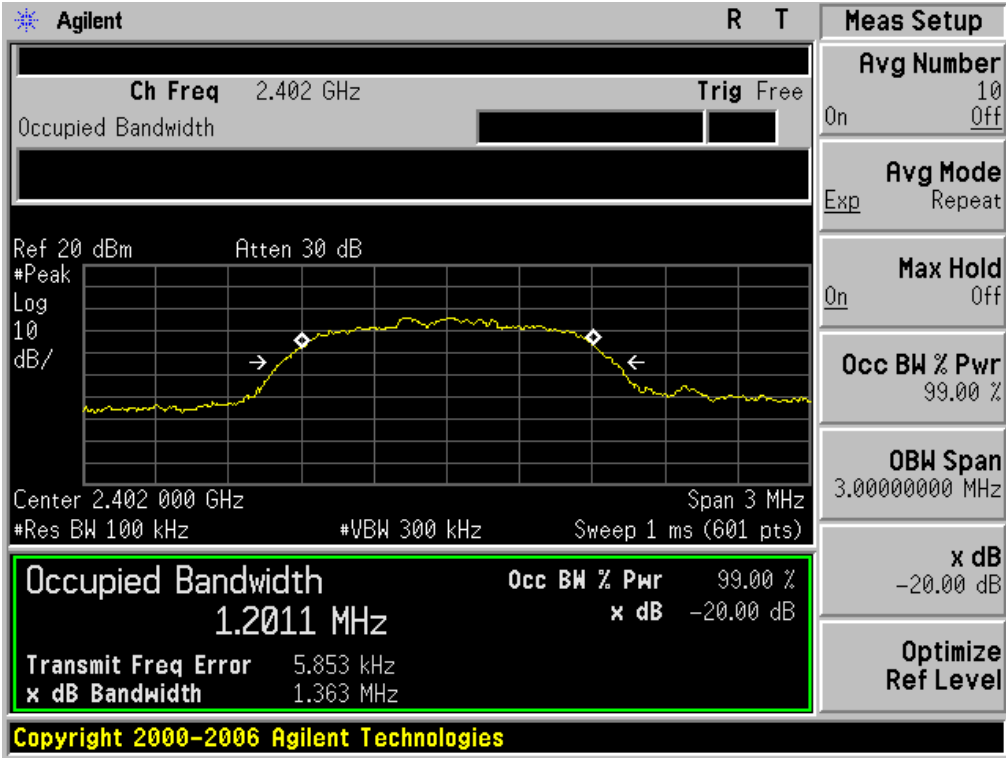 Agilent R T
Ch Freq 2.402 GHz Trig Free
Occupied Bandwidth
Ref 20 dBm Atten 30 dB
#Peak
Log
10
dB/
Center 2.402 000 GHz Span 3 MHz
#Res BW 100 kHz #VBW 300 kHz Sweep 1 ms (601 pts)
Occupied Bandwidth Occ BW % Pwr 99.00 %
1.2011 MHz x dB -20.00 dB
Transmit Freq Error 5.853 kHz
x dB Bandwidth 1.363 MHz
Copyright 2000-2006 Agilent Technologies
Meas Setup
Avg Number
10
On Off
Avg Mode
Exp Repeat
Max Hold
On Off
Occ BW % Pwr
99.00 %
OBW Span
3.00000000 MHz
x dB
-20.00 dB
Optimize
Ref Level